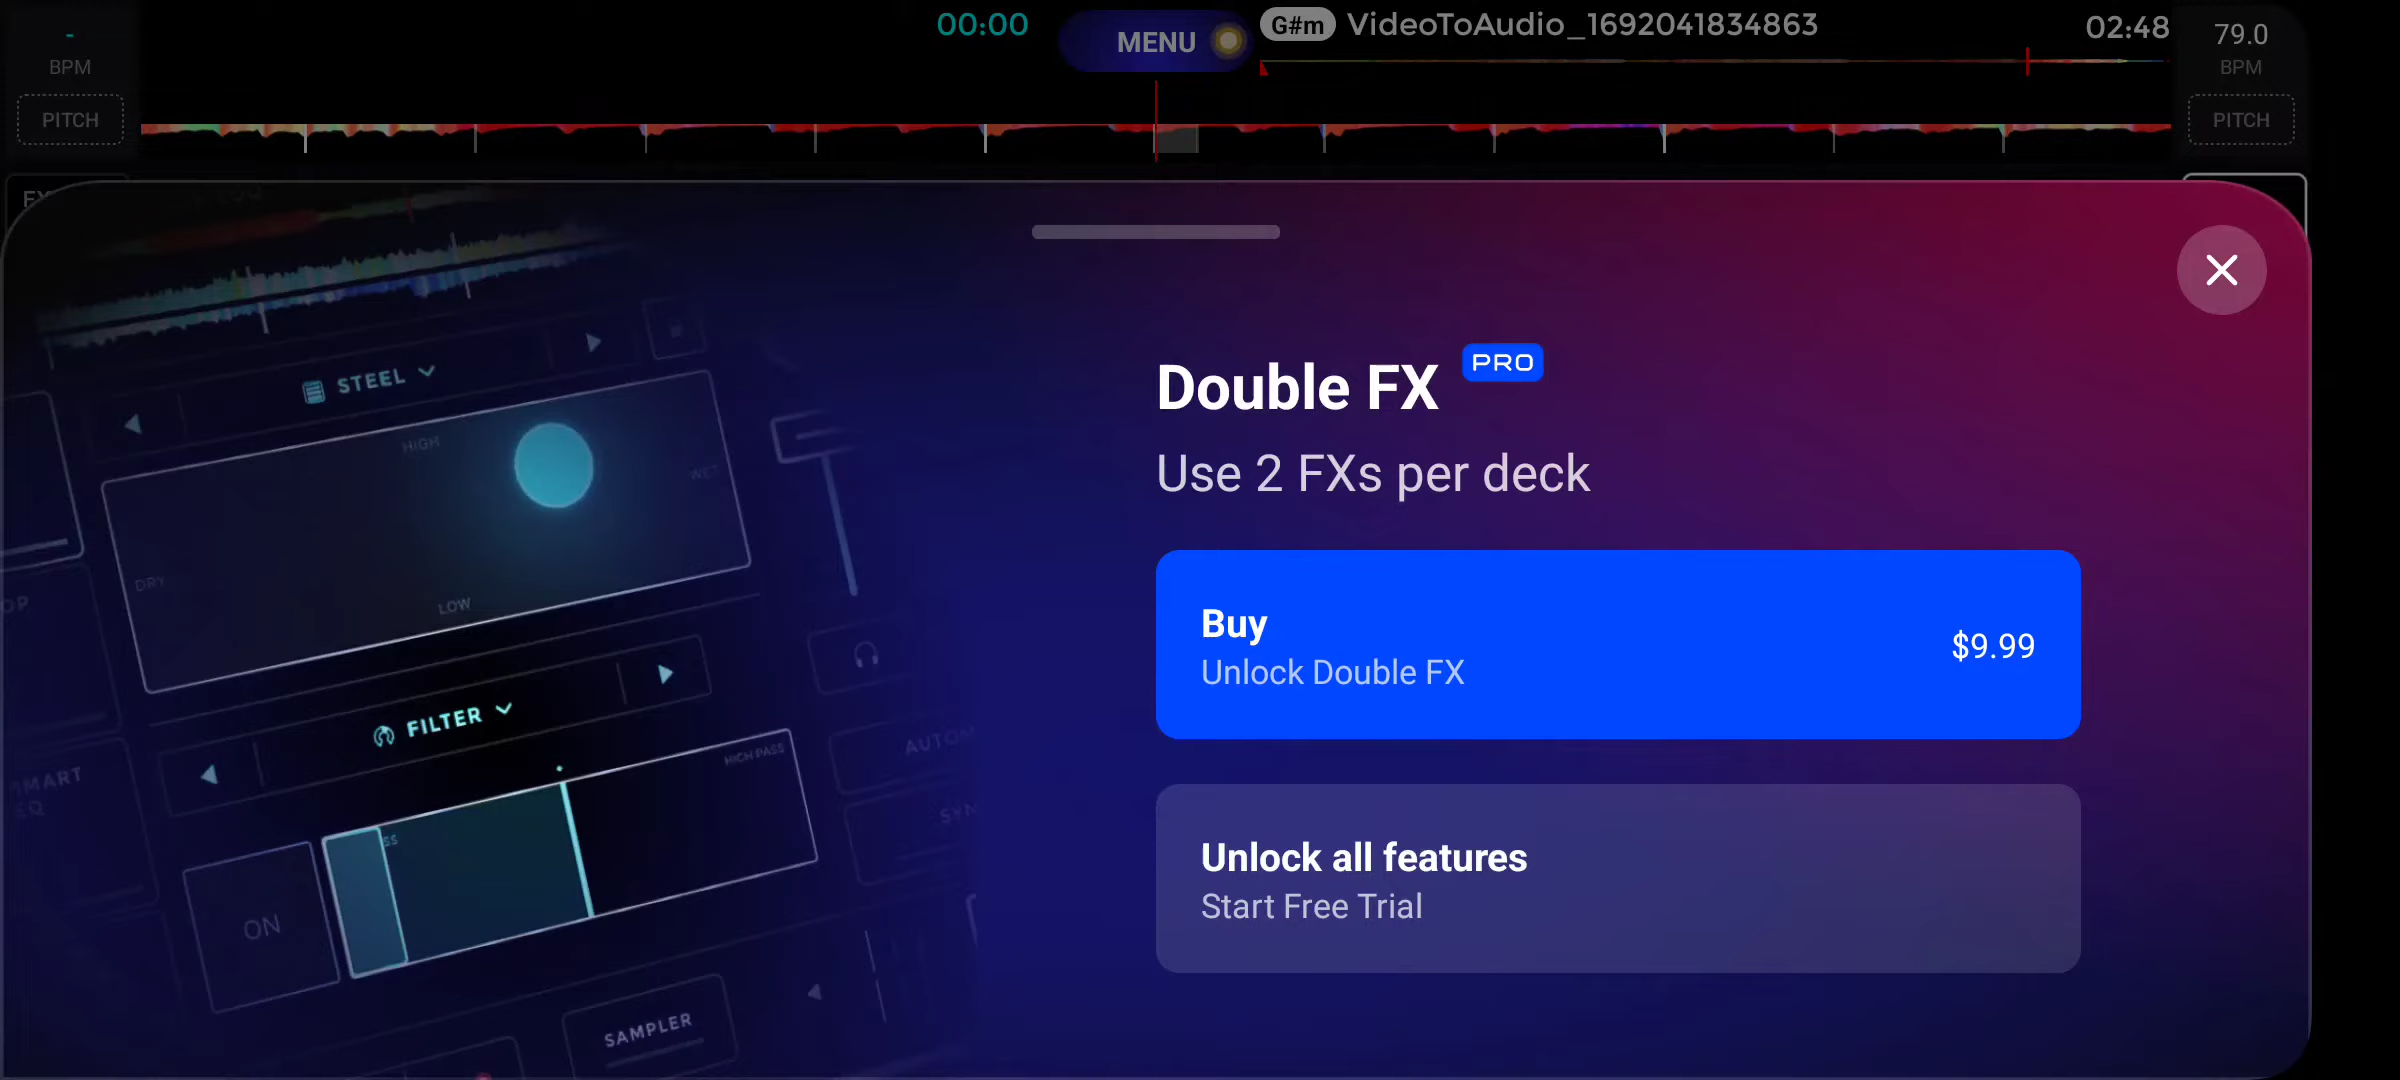 -
BPM
PITCH
00:00
MENU
G#m VideoToAudio_1692041834863
02:48
79.0
BPM
PITCH
STEEL
HIGH
WET
DRY
LOW
FILTER
HIGH PASS
ON
SMART
EQ
SAMPLER
Double FX PRO
Use 2 FXs per deck
Buy
Unlock Double FX
$9.99
Unlock all features
Start Free Trial